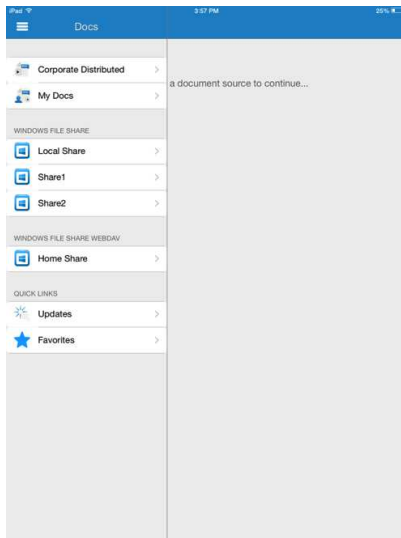 iPad 3:57 PM 25%
Docs
Corporate Distributed
a document source to continue...
My Docs
WINDOWS FILE SHARE
Local Share
Share1
Share2
WINDOWS FILE SHARE WEBDAV
Home Share
QUICK LINKS
Updates
Favorites